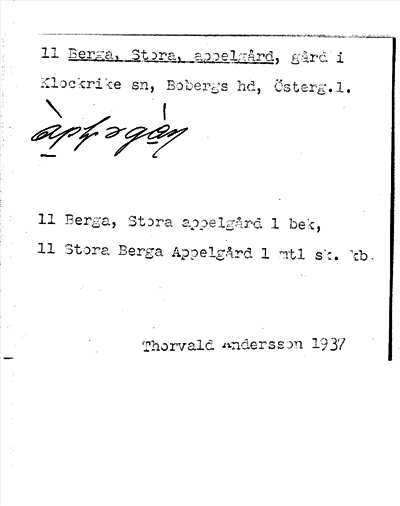 11 Berga, Stora, appelgård, gård i
Klockrike sn, Bobergs hd, Österg.l.
11 Berga, Stora appelgård 1 bek,
11 Stora Berga Appelgård 1 mtl sk. kb.
Thorvald Andersson 1937